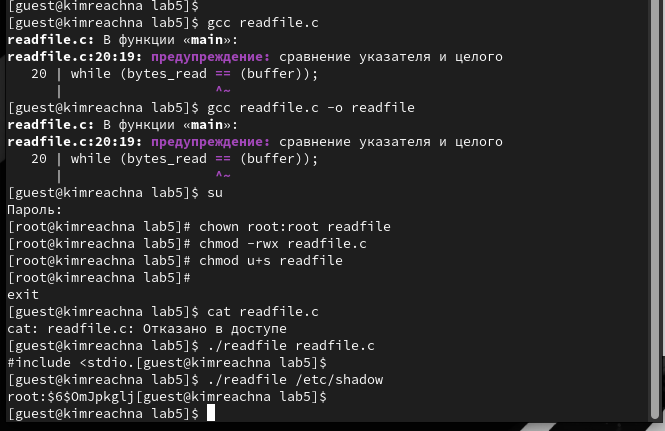 [guest@kimreachna lab5]$
[guest@kimreachna lab5]$ gcc readfile.c
readfile.c: В функции «main»:
readfile.c:20:19: предупреждение: сравнение указателя и целого
   20 | while (bytes_read == (buffer));
      |                   ^~
[guest@kimreachna lab5]$ gcc readfile.c -o readfile
readfile.c: В функции «main»:
readfile.c:20:19: предупреждение: сравнение указателя и целого
   20 | while (bytes_read == (buffer));
      |                   ^~
[guest@kimreachna lab5]$ su
Пароль:
[root@kimreachna lab5]# chown root:root readfile
[root@kimreachna lab5]# chmod -rwx readfile.c
[root@kimreachna lab5]# chmod u+s readfile
[root@kimreachna lab5]#
exit
[guest@kimreachna lab5]$ cat readfile.c
cat: readfile.c: Отказано в доступе
[guest@kimreachna lab5]$ ./readfile readfile.c
#include <stdio.[guest@kimreachna lab5]$
[guest@kimreachna lab5]$ ./readfile /etc/shadow
root:$6$OmJpkglj[guest@kimreachna lab5]$
[guest@kimreachna lab5]$